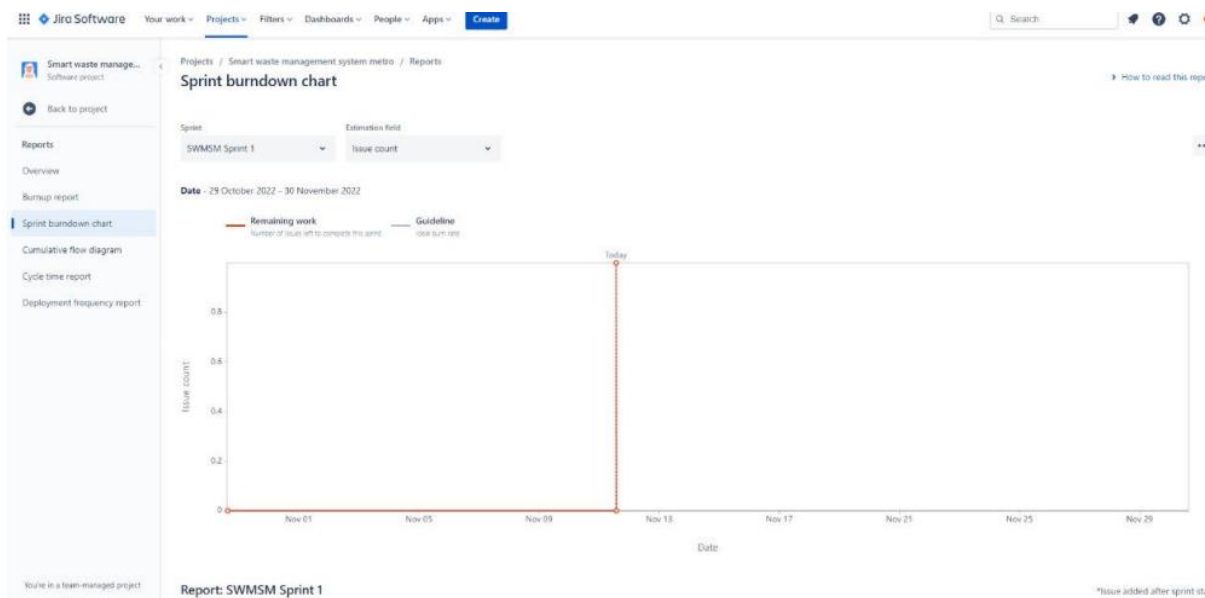 Jira Software Your work Projects Filters Dashboards People Apps Create Search
Smart waste manage...
Software project
Back to project
Reports
Overview
Burnup report
Sprint burndown chart
Cumulative flow diagram
Cycle time report
Deployment frequency report
You're in a team-managed project
Projects / Smart waste management system metro / Reports
Sprint burndown chart
How to read this repo
Sprint Estimation field
SWMSM Sprint 1 Issue count
Date - 29 October 2022 - 30 November 2022
Remaining work Guideline
Number of issues left to complete this sprint Ideal burn rate
Today
0.8
0.6
0.4
0.2
0
Issue count
Nov 01 Nov 05 Nov 09 Nov 13 Nov 17 Nov 21 Nov 25 Nov 29
Date
Report: SWMSM Sprint 1
*Issue added after sprint sta